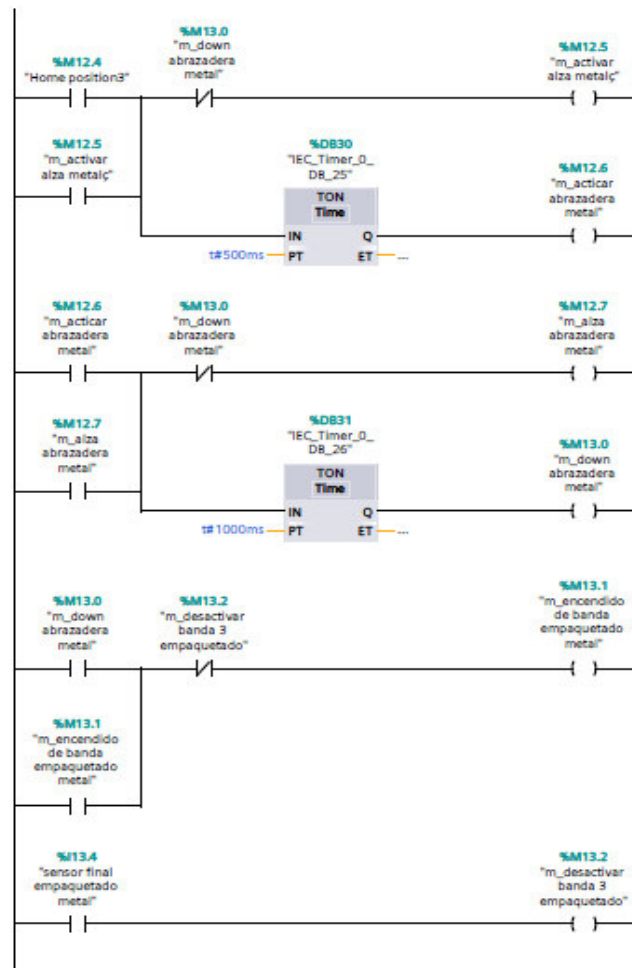 %M12.4
"Home position3"
%M13.0
"m_down
abrazadera
metal"
%M12.5
"m_activar
alza metalç"
%M12.5
"m_activar
alza metalç"
%DB30
"IEC_Timer_0_
DB_25"
TON
Time
IN Q
t#500ms PT ET ...
%M12.6
"m_acticar
abrazadera
metal"
%M12.6
"m_acticar
abrazadera
metal"
%M13.0
"m_down
abrazadera
metal"
%M12.7
"m_alza
abrazadera
metal"
%M12.7
"m_alza
abrazadera
metal"
%DB31
"IEC_Timer_0_
DB_26"
TON
Time
IN Q
t#1000ms PT ET ...
%M13.0
"m_down
abrazadera
metal"
%M13.0
"m_down
abrazadera
metal"
%M13.2
"m_desactivar
banda 3
empaquetado"
%M13.1
"m_encendido
de banda
empaquetado
metal"
%M13.1
"m_encendido
de banda
empaquetado
metal"
%I13.4
"sensor final
empaquetado
metal"
%M13.2
"m_desactivar
banda 3
empaquetado"